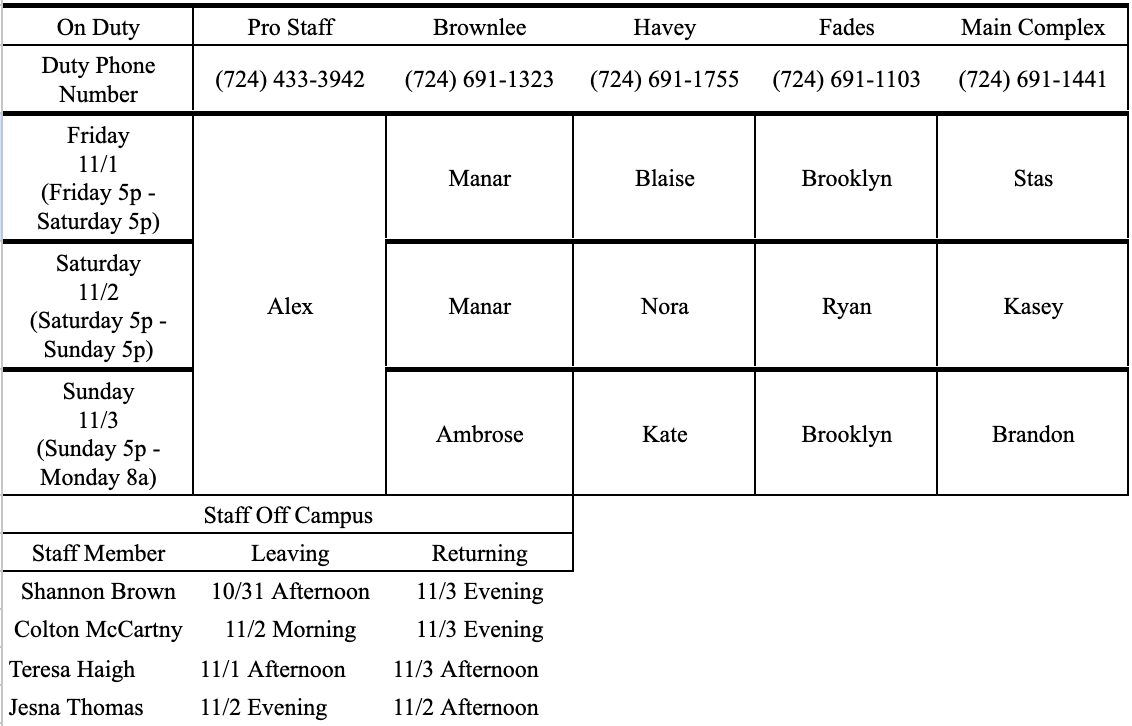 On Duty Pro Staff Brownlee Havey Fades Main Complex
Duty Phone
Number
(724) 433-3942 (724) 691-1323 (724) 691-1755 (724) 691-1103 (724) 691-1441
Friday
11/1
(Friday 5p -
Saturday 5p)
Manar Blaise Brooklyn Stas
Saturday
11/2
(Saturday 5p -
Sunday 5p)
Alex Manar Nora Ryan Kasey
Sunday
11/3
(Sunday 5p -
Monday 8a)
Ambrose Kate Brooklyn Brandon
Staff Off Campus
Staff Member Leaving Returning
Shannon Brown 10/31 Afternoon 11/3 Evening
Colton McCartny 11/2 Morning 11/3 Evening
Teresa Haigh 11/1 Afternoon 11/3 Afternoon
Jesna Thomas 11/2 Evening 11/2 Afternoon